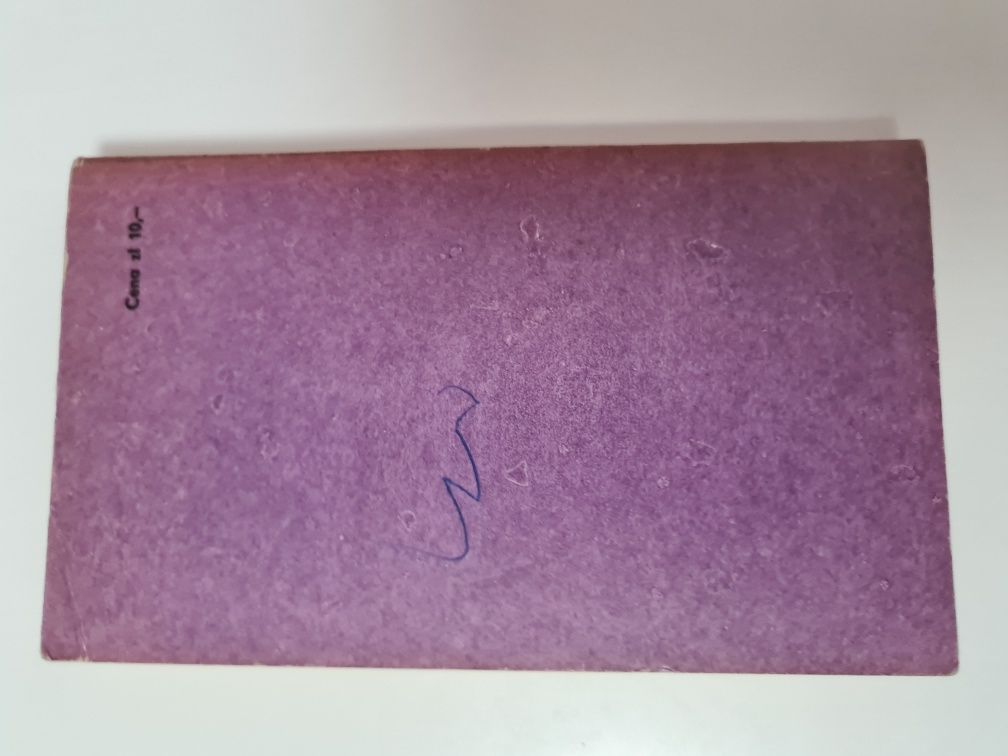 Cena zł 10,—